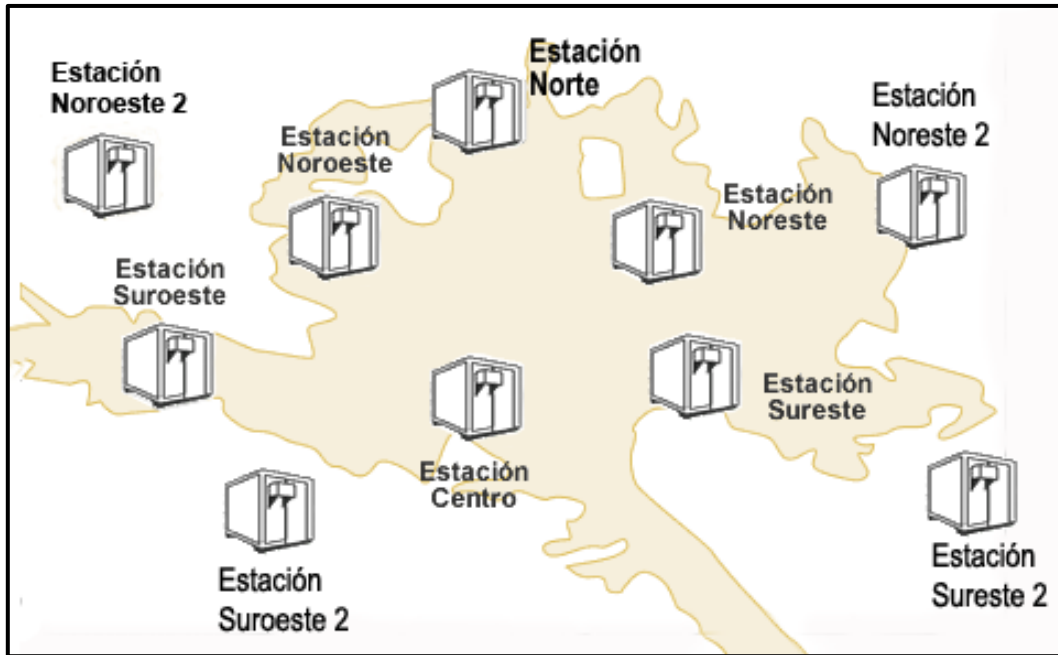 Estación
Norte
Estación
Noroeste 2
Estación
Noreste 2
Estación
Noroeste
Estación
Noreste
Estación
Suroeste
Estación
Sureste
Estación
Centro
Estación
Sureste 2
Estación
Suroeste 2